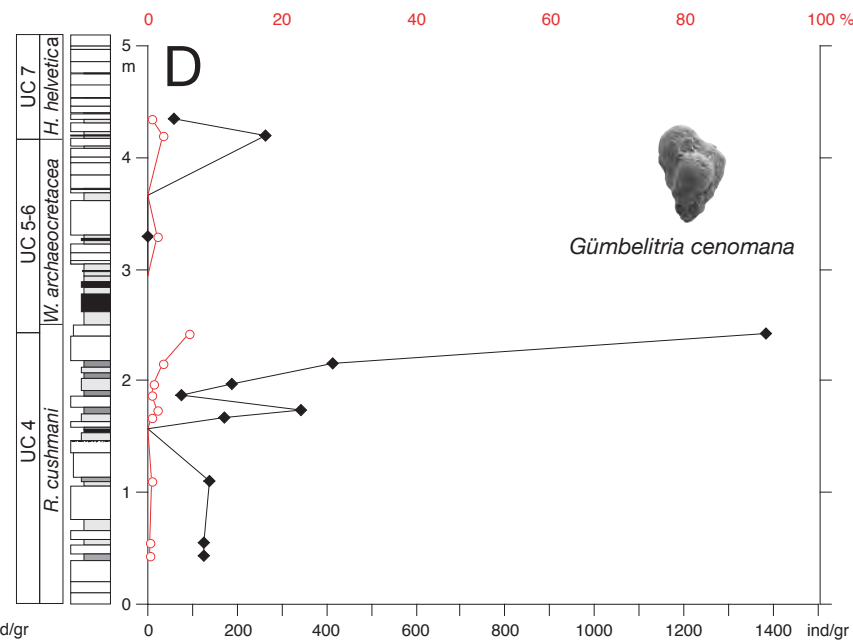 0 20 40 60 80 100 %
5
m
D
UC 7
H. helvetica
4
UC 5-6
W. archaeocretacea
Gümbelitria cenomana
3
2
UC 4
R. cushmani
1
0
d/gr 0 200 400 600 800 1000 1200 1400 ind/gr